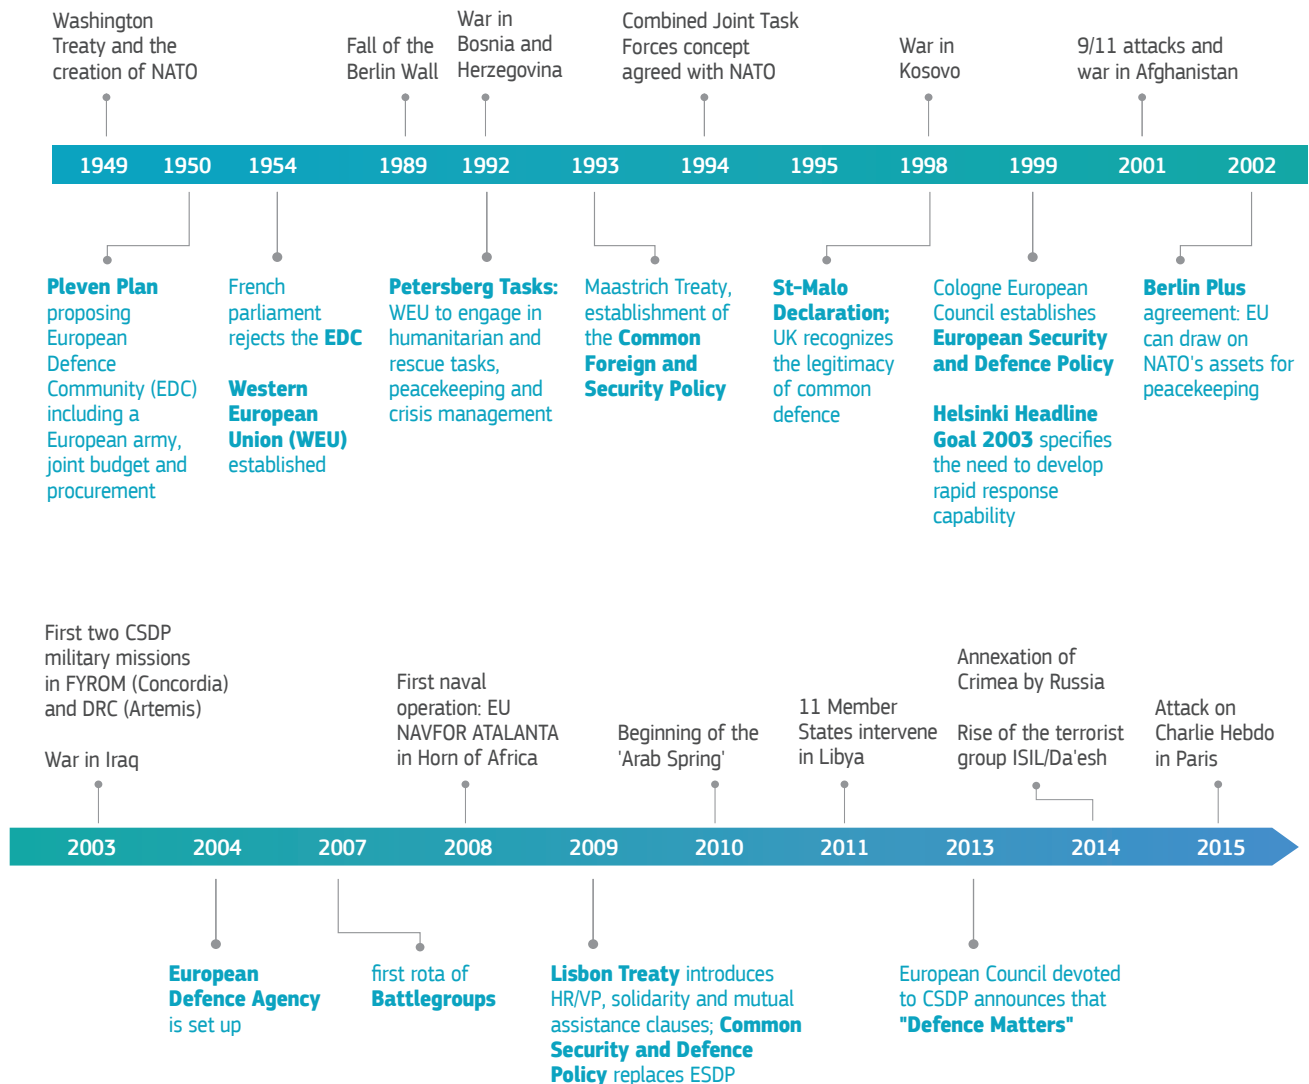 Washington
Treaty and the
creation of NATO
Fall of the
Berlin Wall
War in
Bosnia and
Herzegovina
Combined Joint Task
Forces concept
agreed with NATO
War in
Kosovo
9/11 attacks and
war in Afghanistan
1949 1950 1954 1989 1992 1993 1994 1995 1998 1999 2001 2002
Pleven Plan
proposing
European
Defence
Community (EDC)
including a
European army,
joint budget and
procurement
French
parliament
rejects the EDC
Western
European
Union (WEU)
established
Petersberg Tasks:
WEU to engage in
humanitarian and
rescue tasks,
peacekeeping and
crisis management
Maastrich Treaty,
establishment of
the Common
Foreign and
Security Policy
St-Malo
Declaration;
UK recognizes
the legitimacy
of common
defence
Cologne European
Council establishes
European Security
and Defence Policy
Helsinki Headline
Goal 2003 specifies
the need to develop
rapid response
capability
Berlin Plus
agreement: EU
can draw on
NATO's assets for
peacekeeping
First two CSDP
military missions
in FYROM (Concordia)
and DRC (Artemis)
War in Iraq
First naval
operation: EU
NAVFOR ATALANTA
in Horn of Africa
Beginning of the
'Arab Spring'
11 Member
States intervene
in Libya
Annexation of
Crimea by Russia
Rise of the terrorist
group ISIL/Da'esh
Attack on
Charlie Hebdo
in Paris
2003 2004 2007 2008 2009 2010 2011 2013 2014 2015
European
Defence Agency
is set up
first rota of
Battlegroups
Lisbon Treaty introduces
HR/VP, solidarity and mutual
assistance clauses; Common
Security and Defence
Policy replaces ESDP
European Council devoted
to CSDP announces that
"Defence Matters"